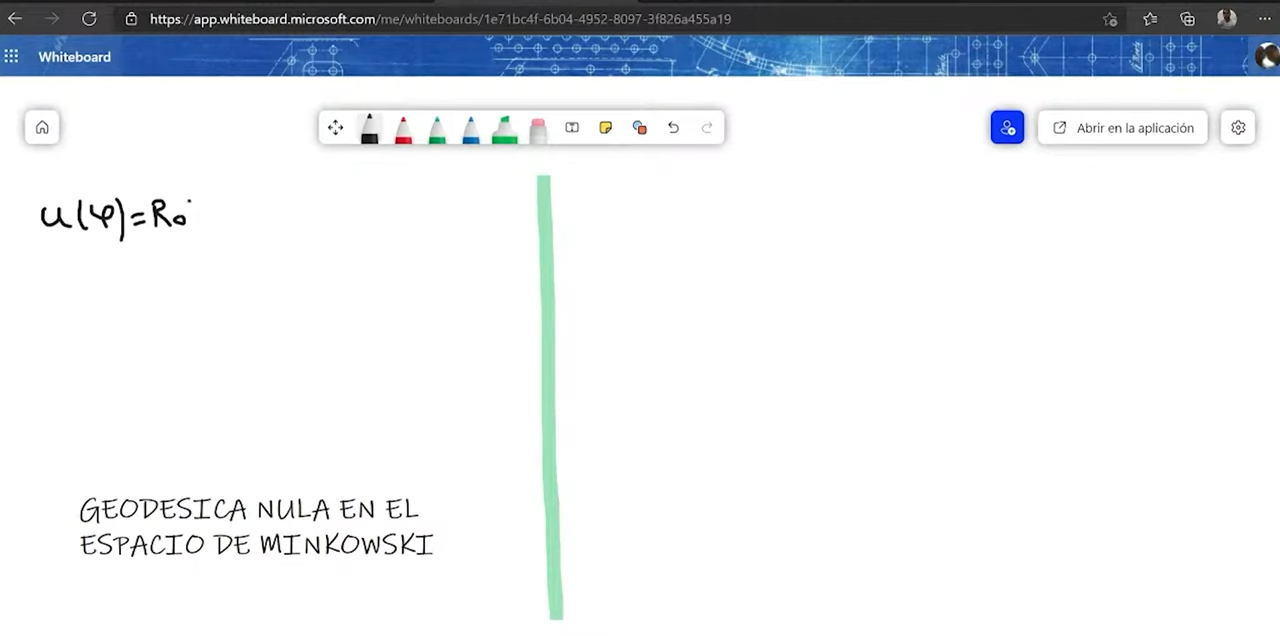 https://app.whiteboard.microsoft.com/me/whiteboards/1e71bc4f-6b04-4952-8097-3f826a455a19
Whiteboard
Abrir en la aplicación
u(φ)=Ro
GEODESICA NULA EN EL
ESPACIO DE MINKOWSKI